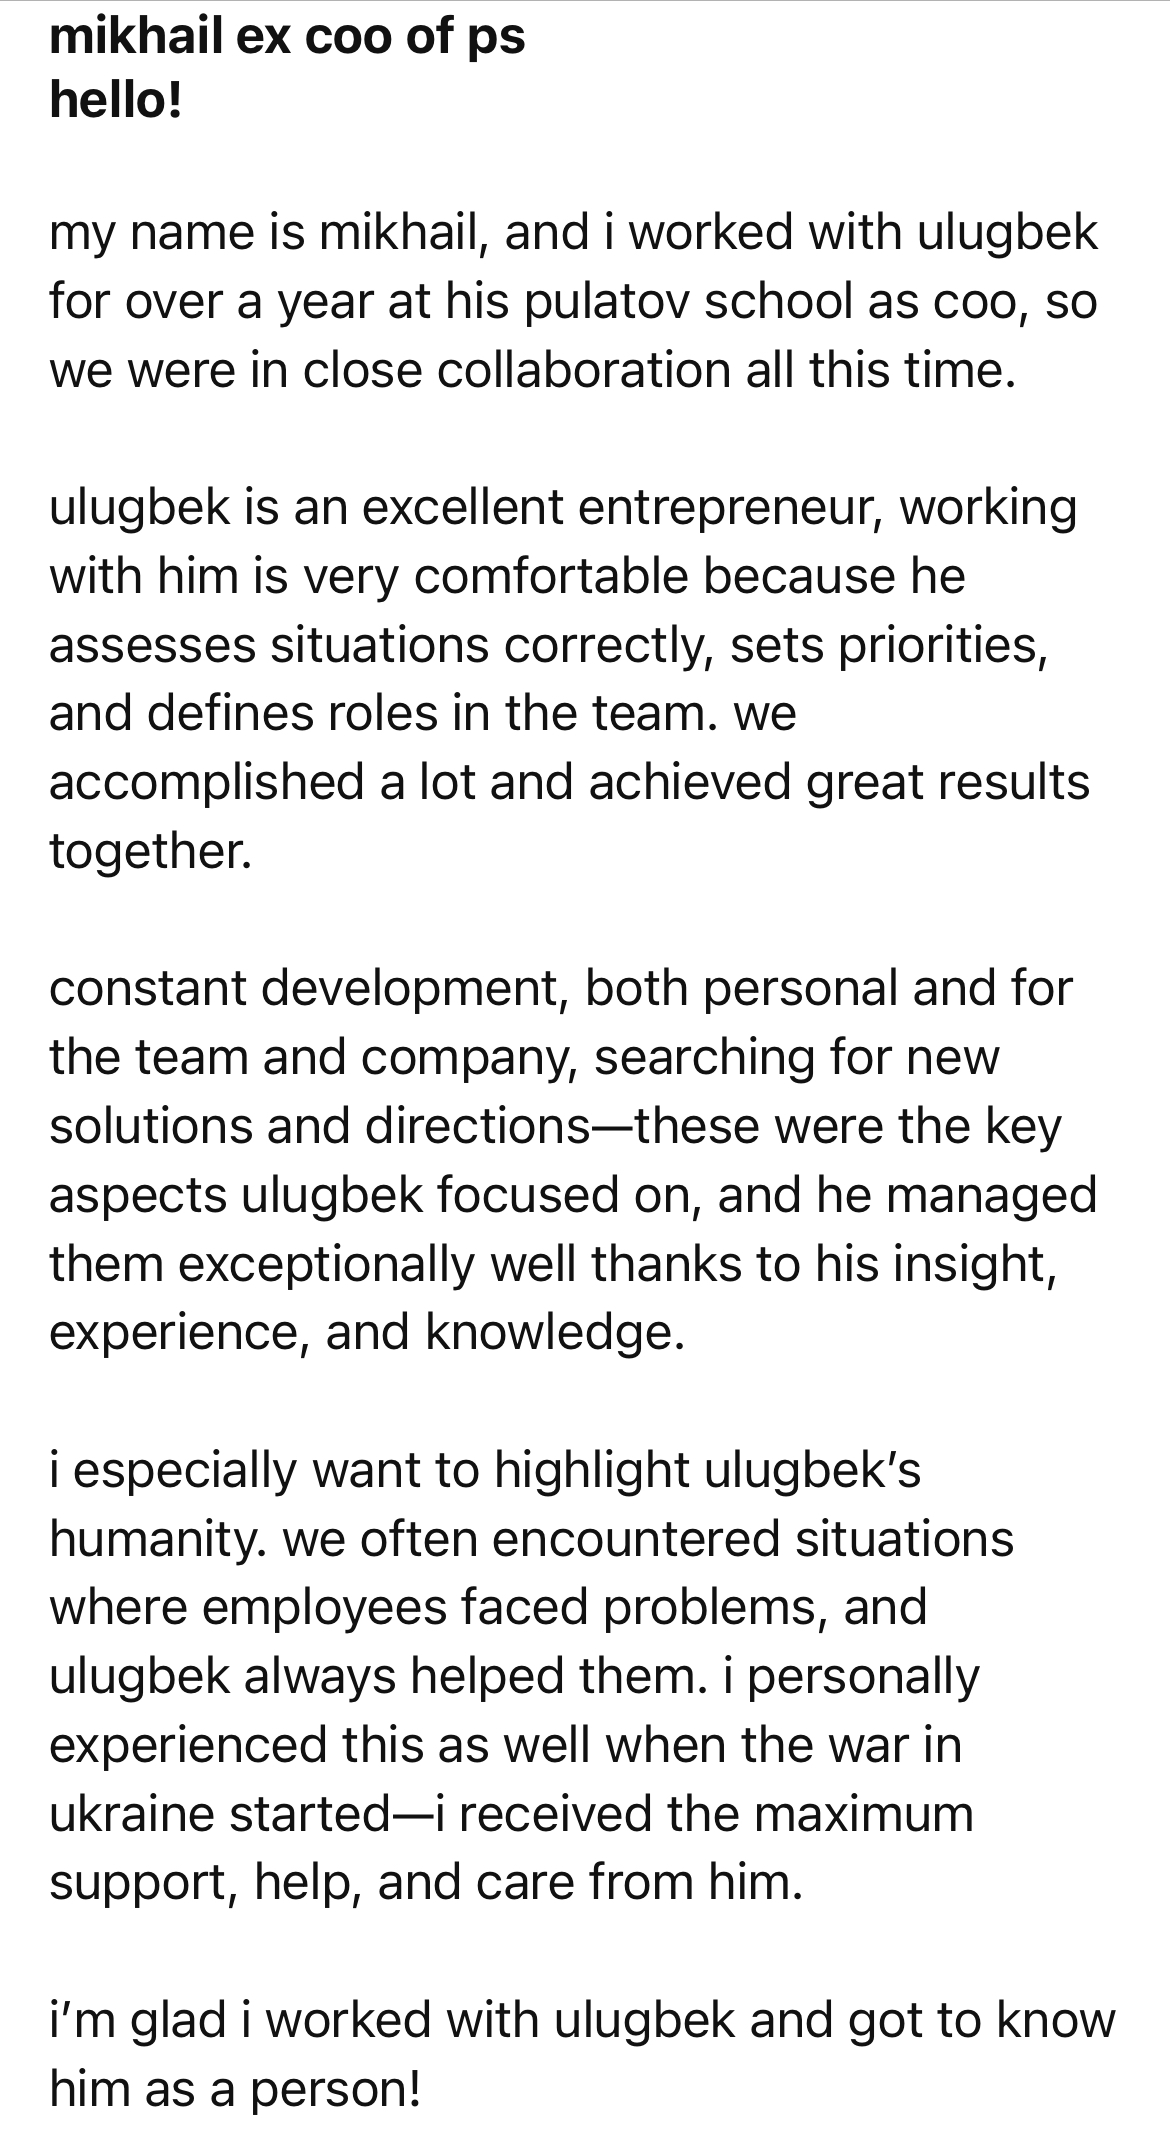 mikhail ex coo of ps
hello!
my name is mikhail, and i worked with ulugbek
for over a year at his pulatov school as coo, so
we were in close collaboration all this time.
ulugbek is an excellent entrepreneur, working
with him is very comfortable because he
assesses situations correctly, sets priorities,
and defines roles in the team. we
accomplished a lot and achieved great results
together.
constant development, both personal and for
the team and company, searching for new
solutions and directions—these were the key
aspects ulugbek focused on, and he managed
them exceptionally well thanks to his insight,
experience, and knowledge.
i especially want to highlight ulugbek’s
humanity. we often encountered situations
where employees faced problems, and
ulugbek always helped them. i personally
experienced this as well when the war in
ukraine started—i received the maximum
support, help, and care from him.
i’m glad i worked with ulugbek and got to know
him as a person!